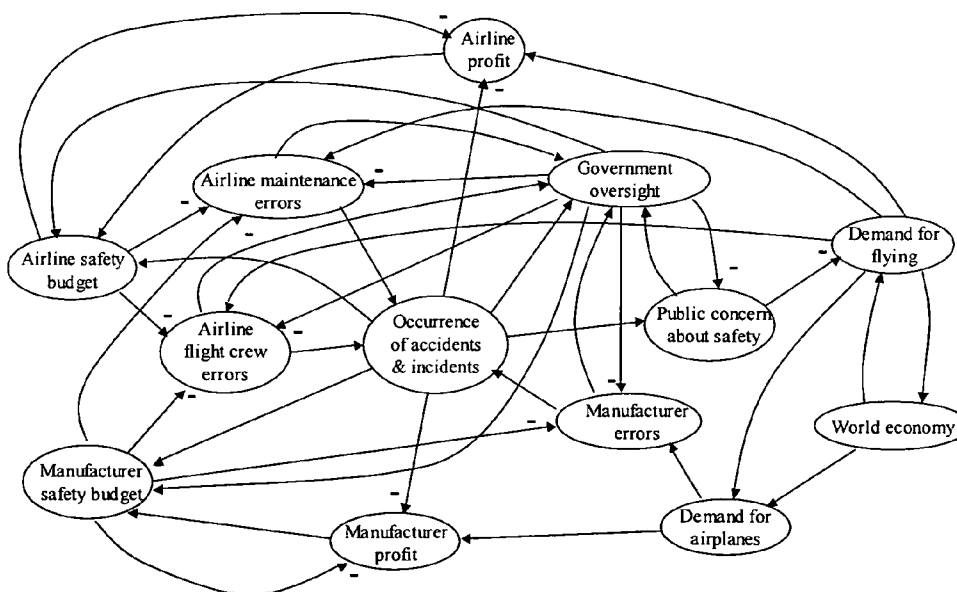 Airline
profit
Airline maintenance
errors
Government
oversight
Airline safety
budget
Demand for
flying
Airline
flight crew
errors
Occurrence
of accidents
& incidents
Public concern
about safety
Manufacturer
errors
World economy
Manufacturer
safety budget
Manufacturer
profit
Demand for
airplanes